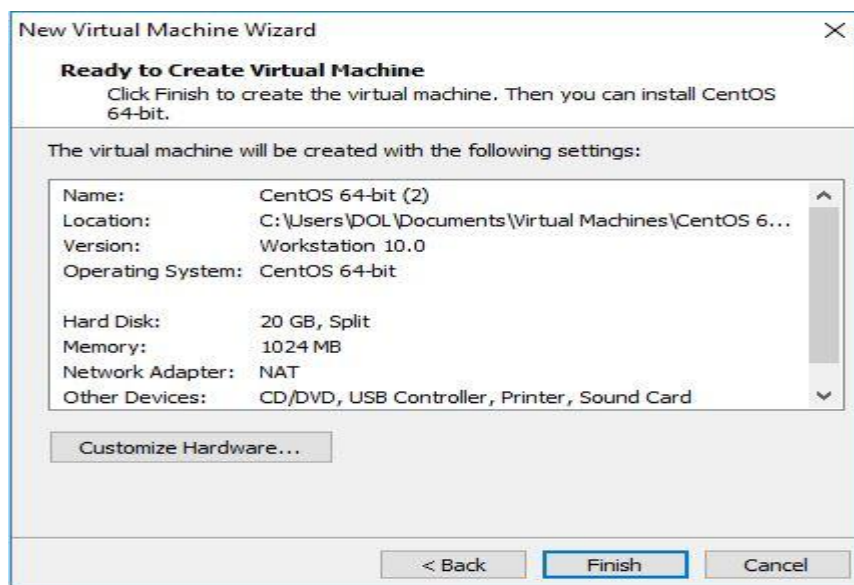 New Virtual Machine Wizard
Ready to Create Virtual Machine
Click Finish to create the virtual machine. Then you can install CentOS
64-bit.
The virtual machine will be created with the following settings:
Name: CentOS 64-bit (2)
Location: C:\Users\DOL\Documents\Virtual Machines\CentOS 6...
Version: Workstation 10.0
Operating System: CentOS 64-bit
Hard Disk: 20 GB, Split
Memory: 1024 MB
Network Adapter: NAT
Other Devices: CD/DVD, USB Controller, Printer, Sound Card
Customize Hardware...
< Back Finish Cancel